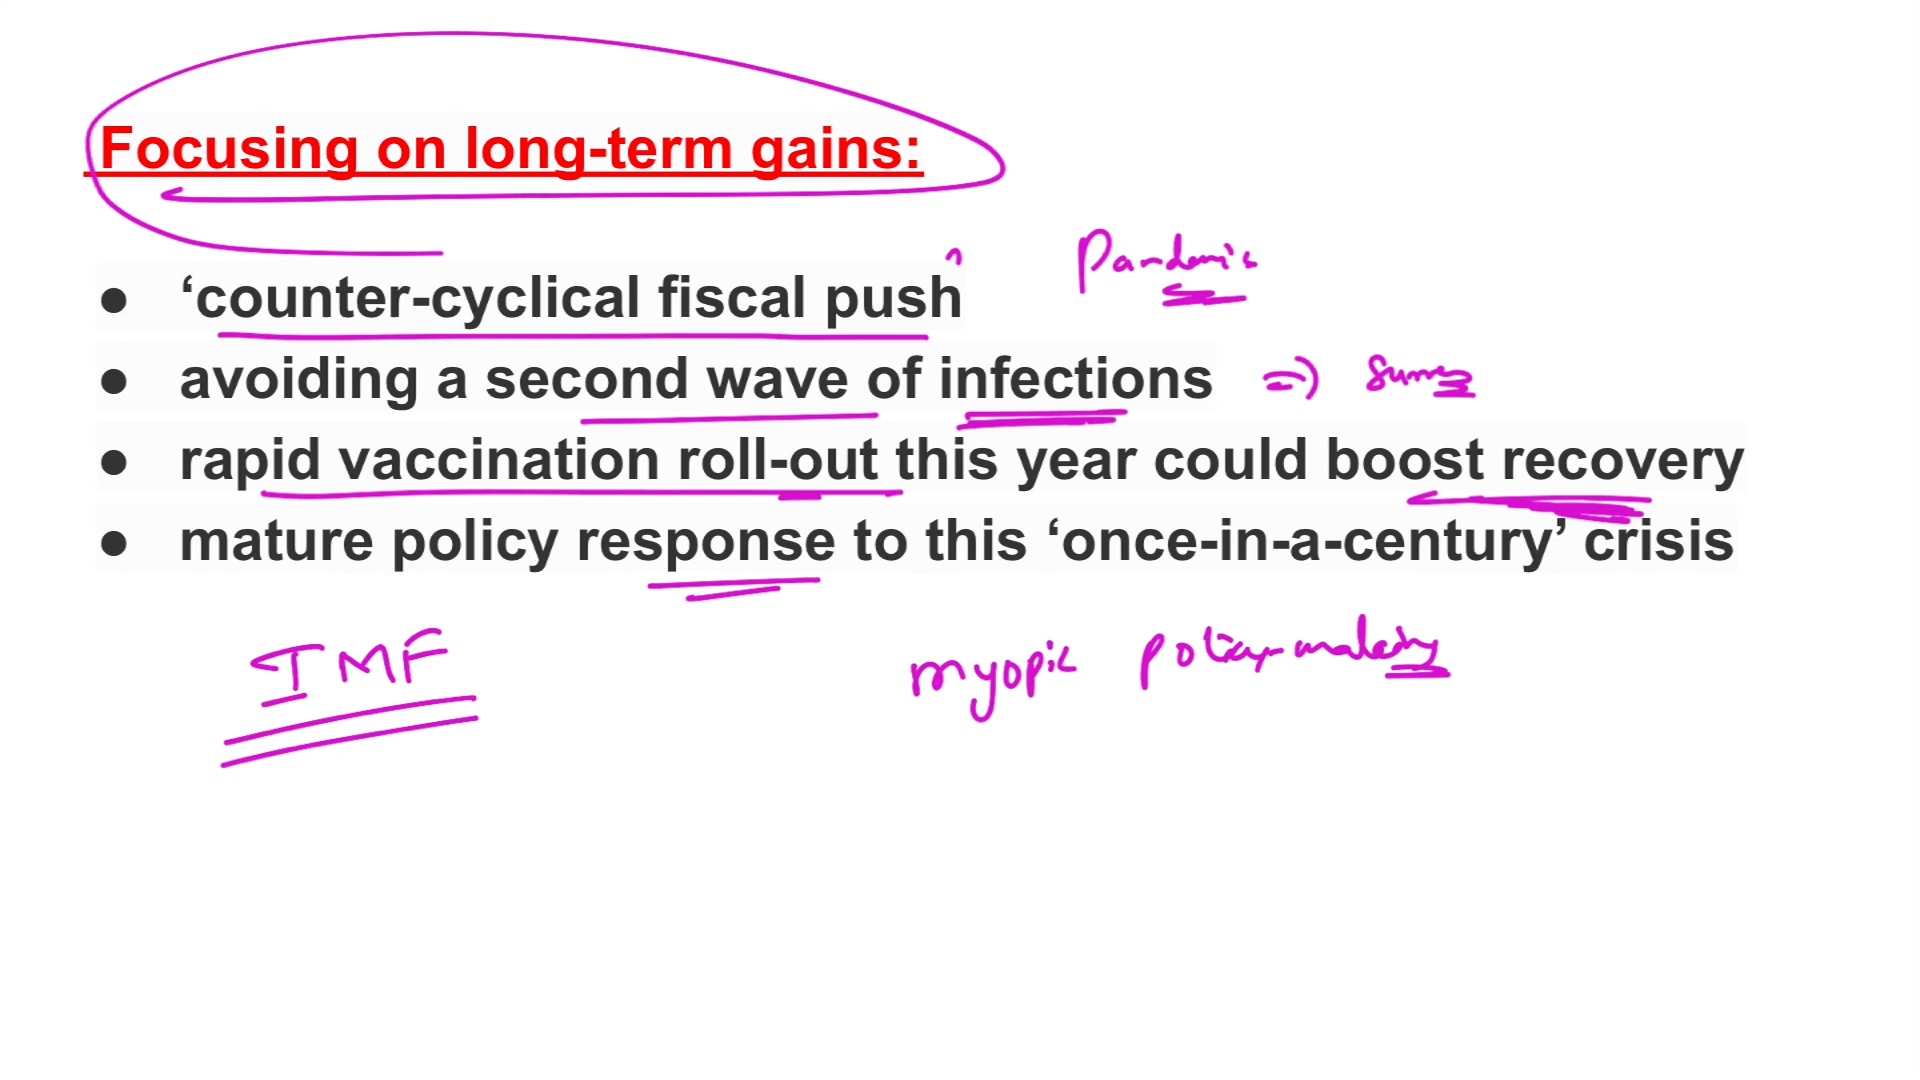 Focusing on long-term gains:
● ‘counter-cyclical fiscal push
Pandemic
● avoiding a second wave of infections ⇒
● rapid vaccination roll-out this year could boost recovery
● mature policy response to this ‘once-in-a-century’ crisis
IMF
myopic policy-making